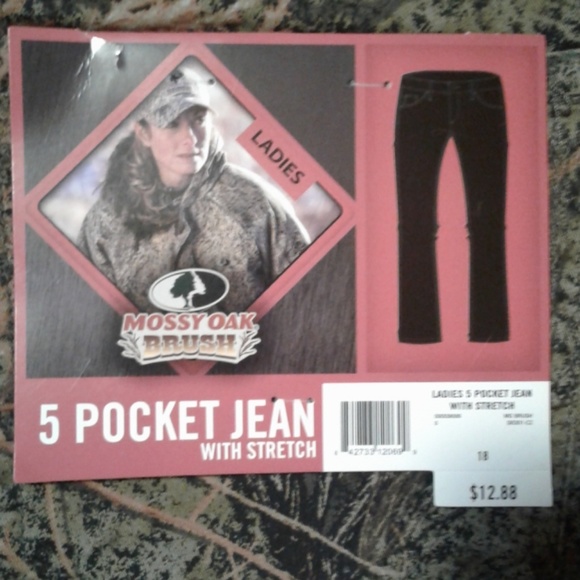 LADIES
MOSSY OAK
BRUSH
5 POCKET JEAN
WITH STRETCH
LADIES 5 POCKET JEAN
WITH STRETCH
18
$12.88